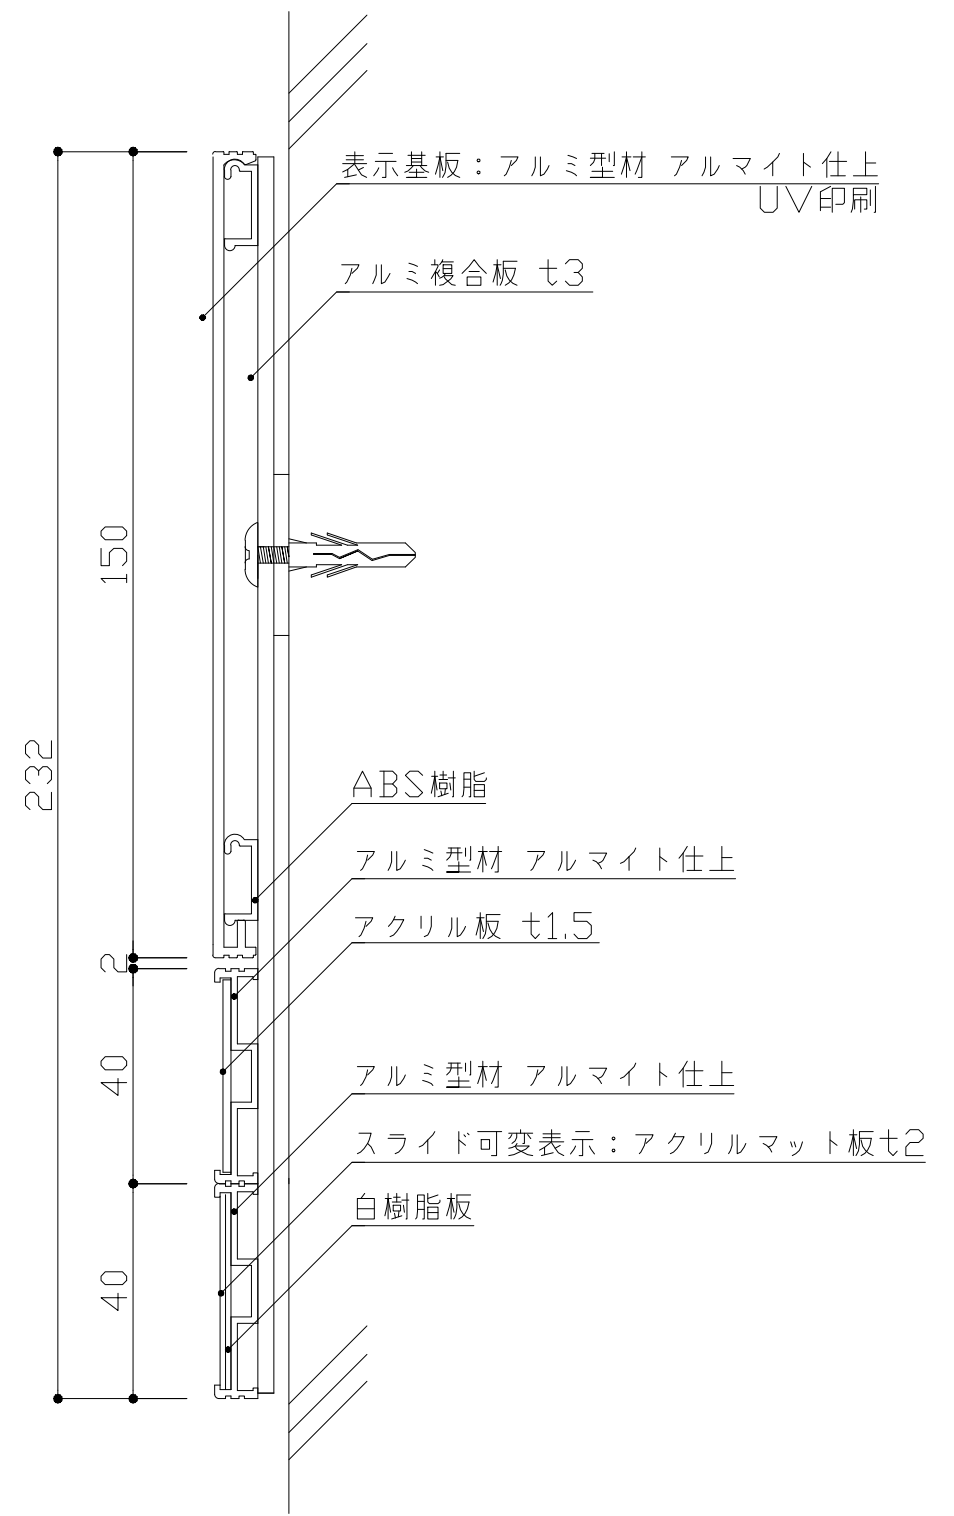 表示基板：アルミ型材 アルマイト仕上
UV印刷
アルミ複合板 t3
150
232
ABS樹脂
アルミ型材 アルマイト仕上
アクリル板 t1.5
2
40
アルミ型材 アルマイト仕上
スライド可変表示：アクリルマット板t2
白樹脂板
40